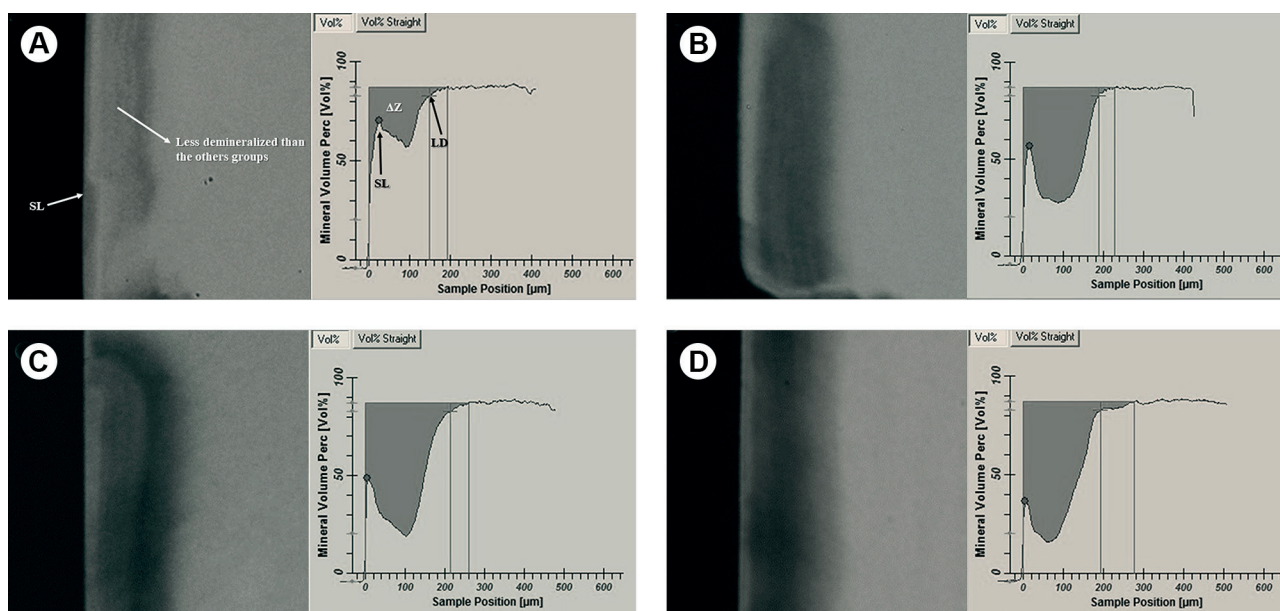 A
Vol%
Vol% Straight
Mineral Volume Perc [Vol%]
100
50
0
ΔZ
LD
SL
Less demineralized than
the others groups
SL
0 100 200 300 400 500 600
Sample Position [µm]
B
Vol%
Vol% Straight
Mineral Volume Perc [Vol%]
100
50
0
0 100 200 300 400 500 600
Sample Position [µm]
C
Vol%
Vol% Straight
Mineral Volume Perc [Vol%]
100
50
0
0 100 200 300 400 500 600
Sample Position [µm]
D
Vol%
Vol% Straight
Mineral Volume Perc [Vol%]
100
50
0
0 100 200 300 400 500 600
Sample Position [µm]